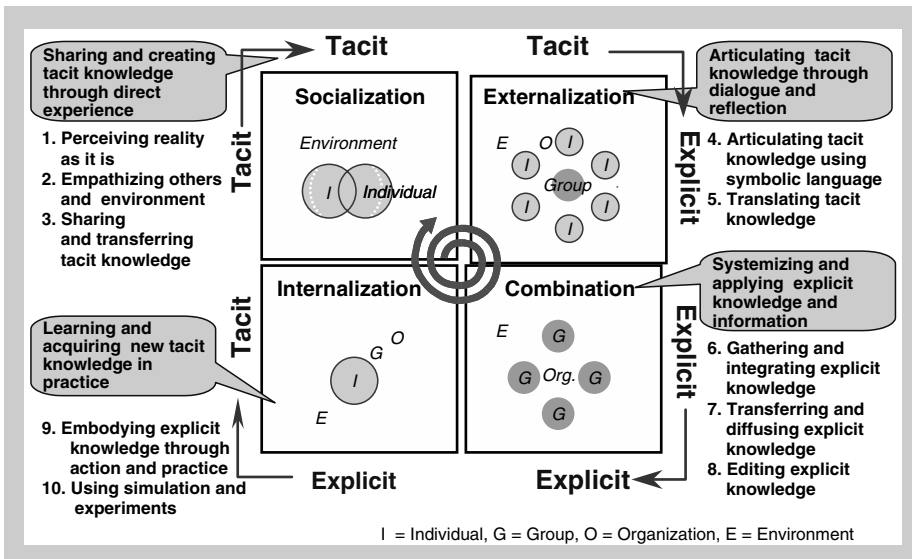 Tacit
Tacit
Sharing and creating
tacit knowledge
through direct
experience
1. Perceiving reality
as it is
2. Empathizing others
and environment
3. Sharing
and transferring
tacit knowledge
Tacit
Socialization
Environment
I
Individual
Externalization
E
O
I
I
I
Group
I
I
I
Explicit
Articulating tacit
knowledge through
dialogue and
reflection
4. Articulating tacit
knowledge using
symbolic language
5. Translating tacit
knowledge
Learning and
acquiring new tacit
knowledge in
practice
9. Embodying explicit
knowledge through
action and practice
10. Using simulation and
experiments
Tacit
Internalization
O
G
I
E
Combination
E
G
G Org. G
G
Explicit
Systemizing and
applying explicit
knowledge and
information
6. Gathering and
integrating explicit
knowledge
7. Transferring and
diffusing explicit
knowledge
8. Editing explicit
knowledge
Explicit
Explicit
I = Individual, G = Group, O = Organization, E = Environment